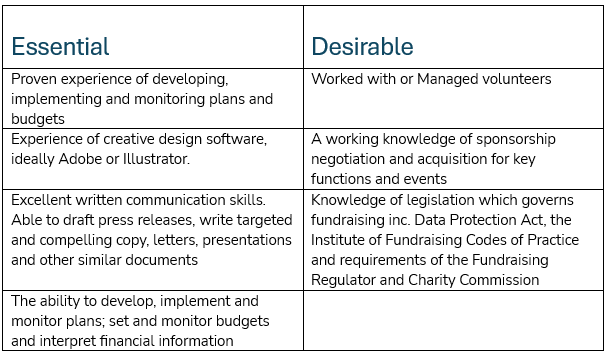 Essential
Desirable
Proven experience of developing,
implementing and monitoring plans and
budgets
Worked with or Managed volunteers
Experience of creative design software,
ideally Adobe or Illustrator.
A working knowledge of sponsorship
negotiation and acquisition for key
functions and events
Excellent written communication skills.
Able to draft press releases, write targeted
and compelling copy, letters, presentations
and other similar documents
Knowledge of legislation which governs
fundraising inc. Data Protection Act, the
Institute of Fundraising Codes of Practice
and requirements of the Fundraising
Regulator and Charity Commission
The ability to develop, implement and
monitor plans; set and monitor budgets
and interpret financial information